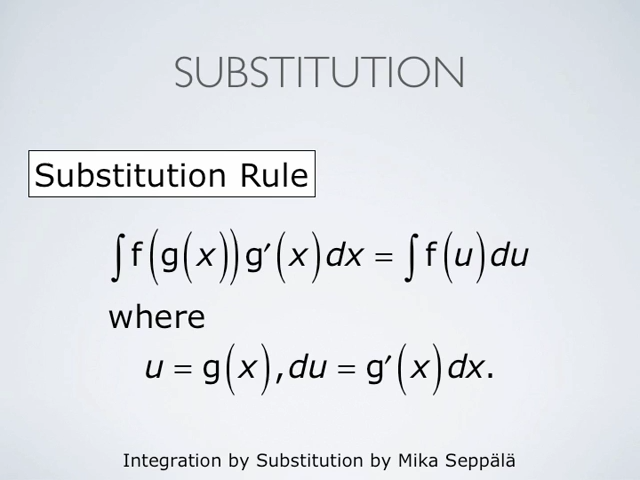 SUBSTITUTION
Substitution Rule
∫f(g(x))g′(x)dx = ∫f(u)du
where
u = g(x),du = g′(x)dx.
Integration by Substitution by Mika Seppälä